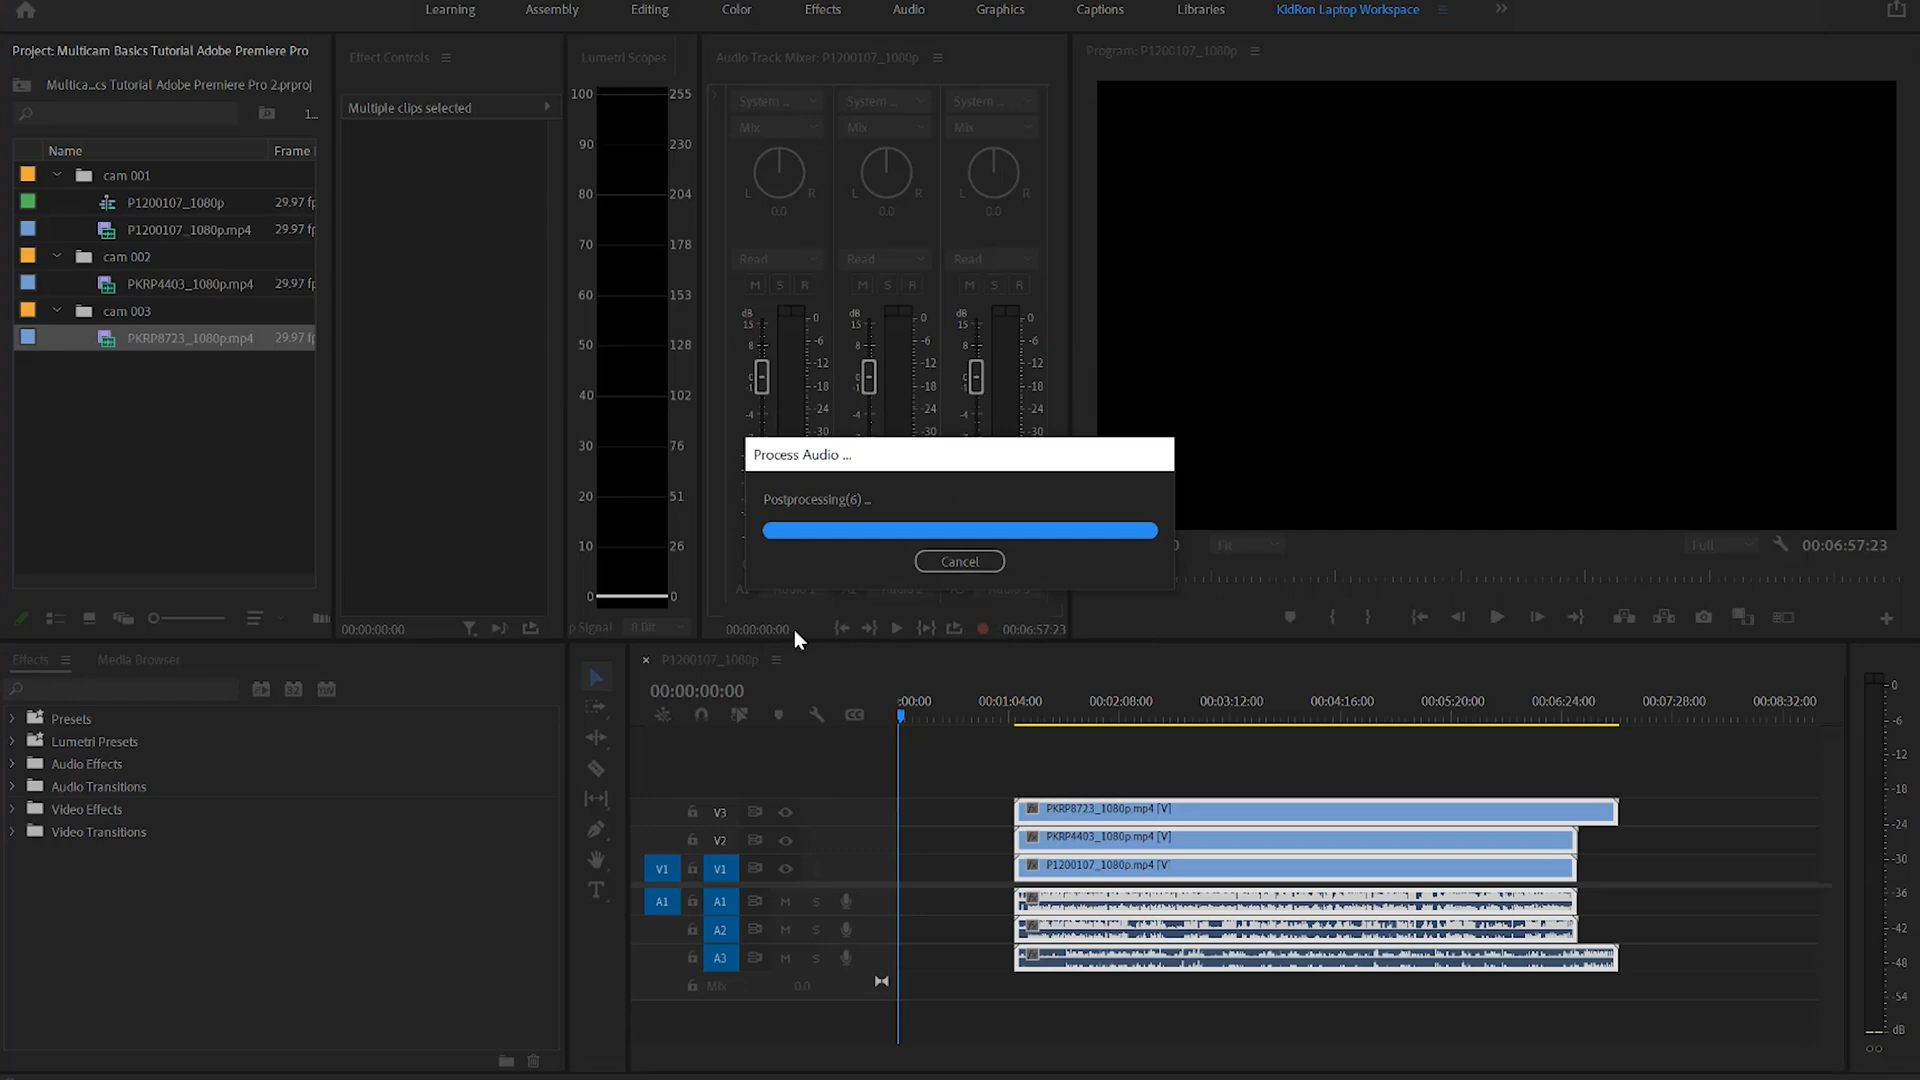 Learning Assembly Editing Color Effects Audio Graphics Captions Libraries KidRon Laptop Workspace
Project: Multicam Basics Tutorial Adobe Premiere Pro
Multica...cs Tutorial Adobe Premiere Pro 2.prproj
1...
Name Frame
cam 001
P1200107_1080p 29.97 f
P1200107_1080p.mp4 29.97 f
cam 002
PKRP4403_1080p.mp4 29.97 f
cam 003
PKRP8723_1080p.mp4 29.97 f
Effect Controls
Multiple clips selected
00:00:00:00
Lumetri Scopes
100 255
90 230
80 204
70 178
60 153
50 128
40 102
30 76
20 51
10 26
0 0
p Signal 8 Bit
Audio Track Mixer: P1200107_1080p
System ... System ... System ...
Mix Mix Mix
L R L R L R
0.0 0.0 0.0
Read Read Read
M S R M S R M S R
dB dB dB
15 0 15 0 15 0
8 -6 8 -6 8 -6
-12 -12 -12
-18 -18 -18
-4 -24 -4 -24 -4 -24
-30 -30 -30
Process Audio ...
Postprocessing(6) ...
Cancel
00:00:00:00 00:06:57:23
Program: P1200107_1080p
Fit Full 00:06:57:23
Effects Media Browser
Presets
Lumetri Presets
Audio Effects
Audio Transitions
Video Effects
Video Transitions
P1200107_1080p
00:00:00:00
:00:00 00:01:04:00 00:02:08:00 00:03:12:00 00:04:16:00 00:05:20:00 00:06:24:00 00:07:28:00 00:08:32:00
V3 PKRP8723_1080p.mp4 [V]
V2 PKRP4403_1080p.mp4 [V]
V1 V1 P1200107_1080p.mp4 [V]
A1 A1 M S
A2 M S
A3 M S
Mix 0.0
0
-6
-12
-18
-24
-30
-36
-42
-48
-54
dB